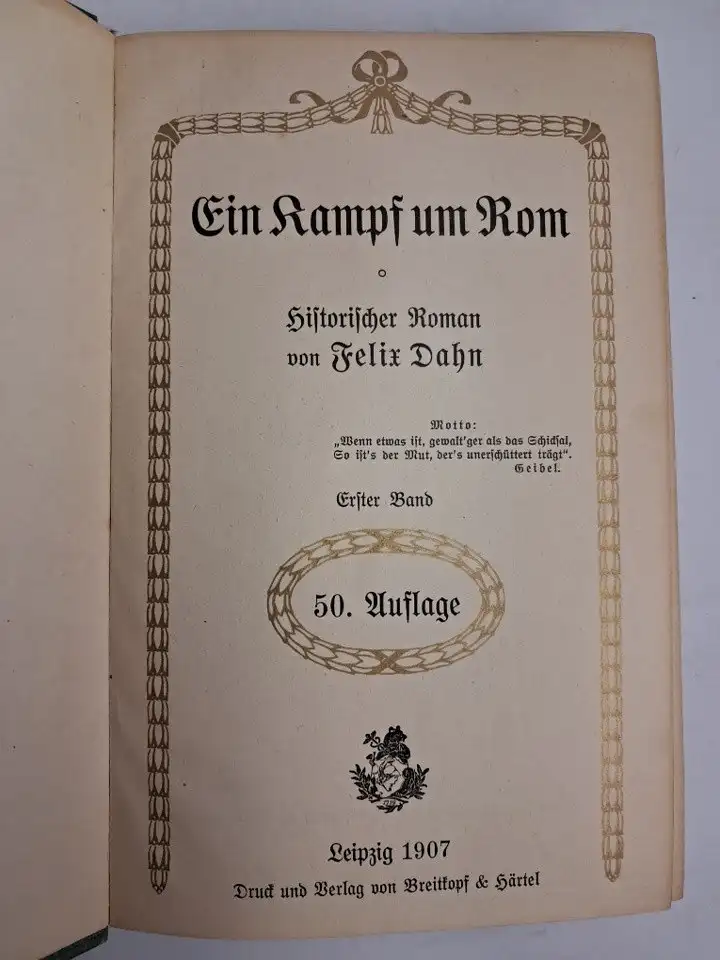 Ein Kampf um Rom
Historischer Roman
von Felix Dahn
Motto:
„Wenn etwas ist, gewalt'ger als das Schicksal,
So ist's der Mut, der's unerschüttert trägt“.
Geibel.
Erster Band
50. Auflage
Leipzig 1907
Druck und Verlag von Breitkopf & Härtel